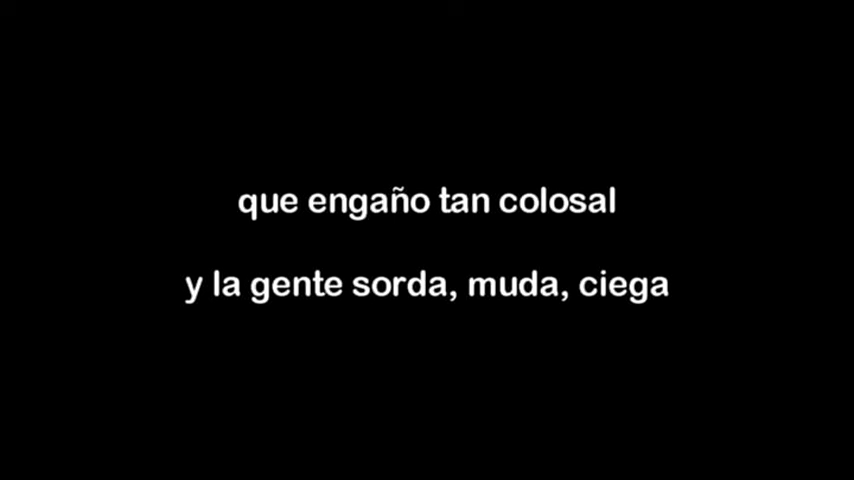 que engaño tan colosal
y la gente sorda, muda, ciega